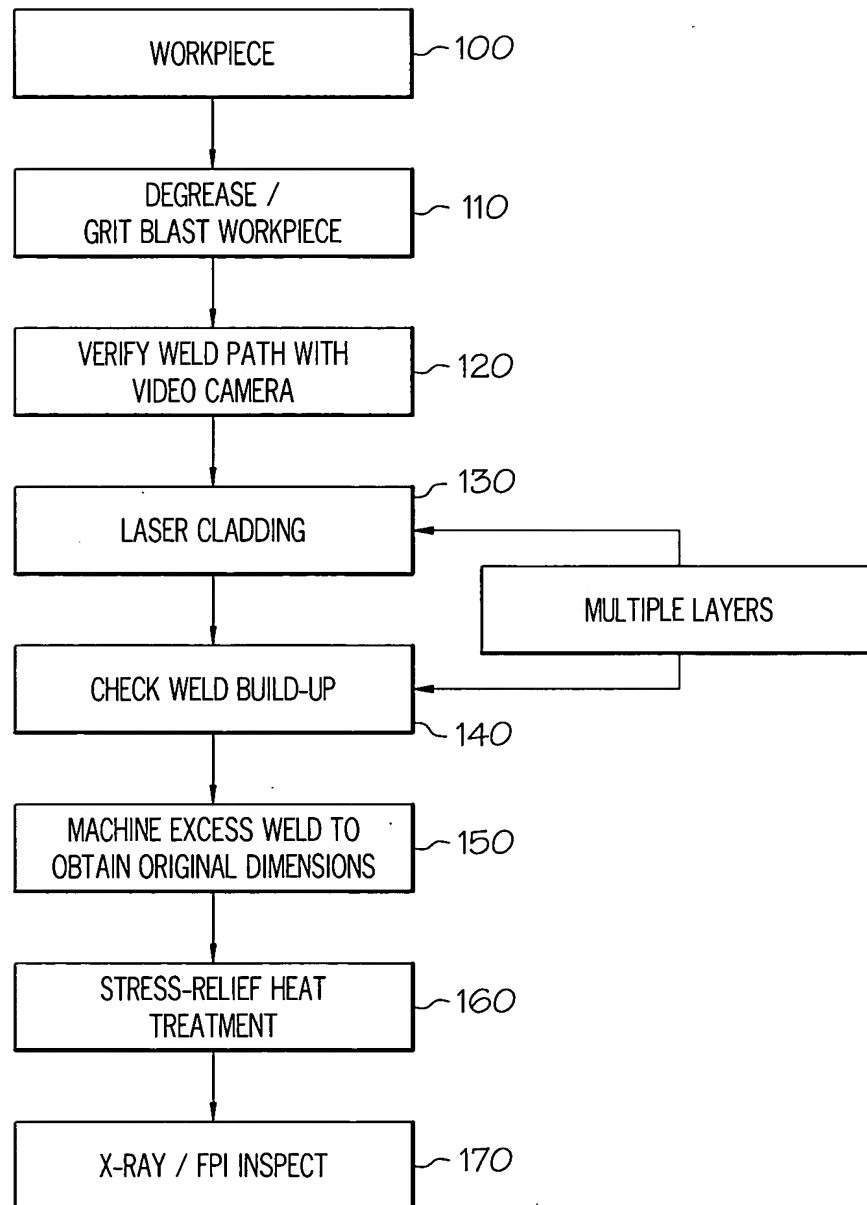 WORKPIECE
100
DEGREASE /
GRIT BLAST WORKPIECE
110
VERIFY WELD PATH WITH
VIDEO CAMERA
120
130
LASER CLADDING
MULTIPLE LAYERS
CHECK WELD BUILD-UP
140
MACHINE EXCESS WELD TO
OBTAIN ORIGINAL DIMENSIONS
150
STRESS-RELIEF HEAT
TREATMENT
160
X-RAY / FPI INSPECT
170